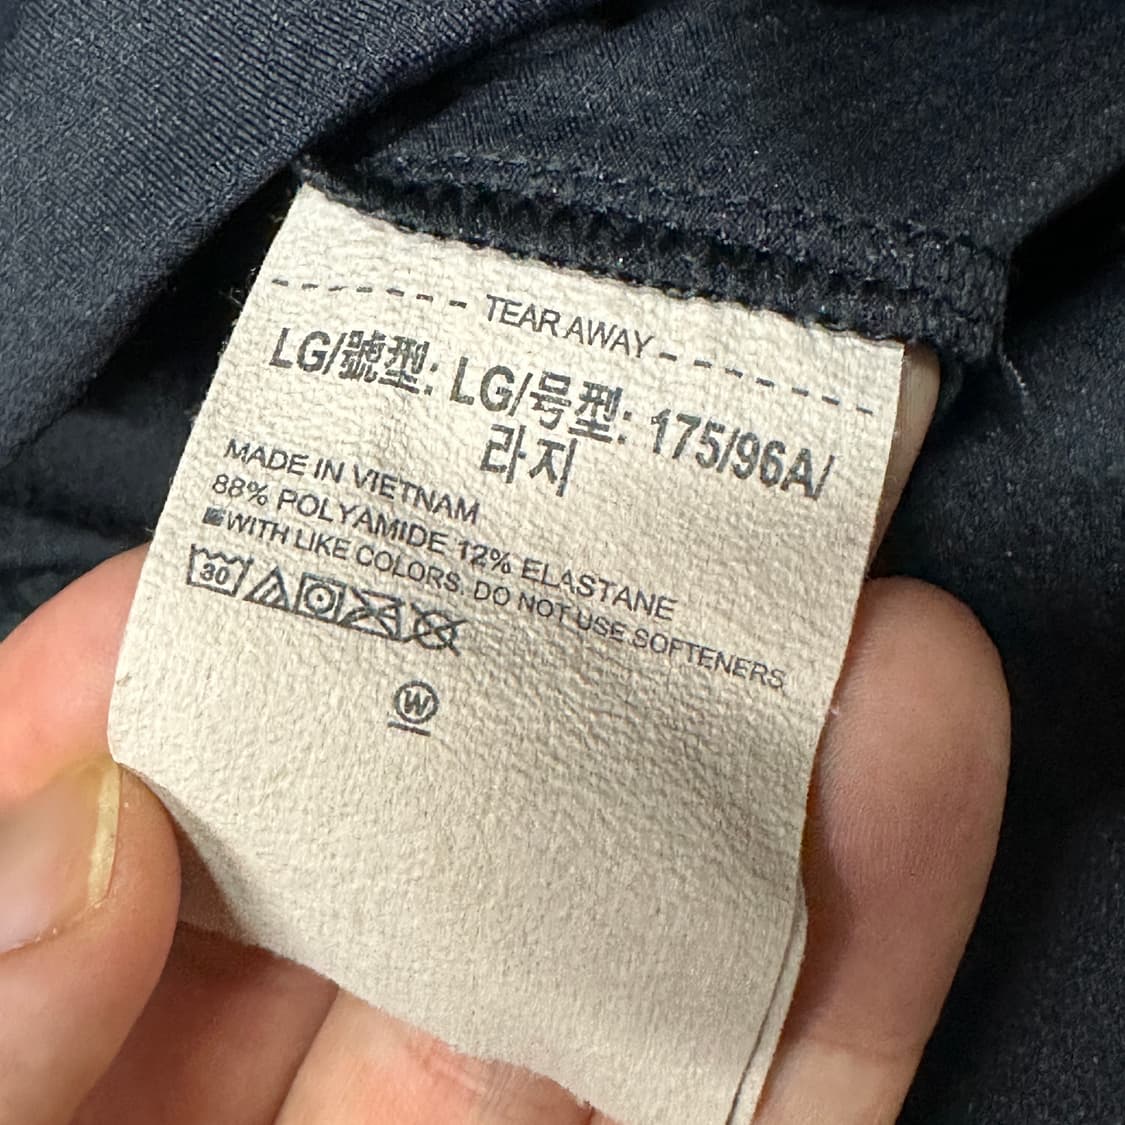 TEAR AWAY
LG/號型: LG/号型: 175/96A/
라지
MADE IN VIETNAM
88% POLYAMIDE 12% ELASTANE
WITH LIKE COLORS. DO NOT USE SOFTENERS.
30
W